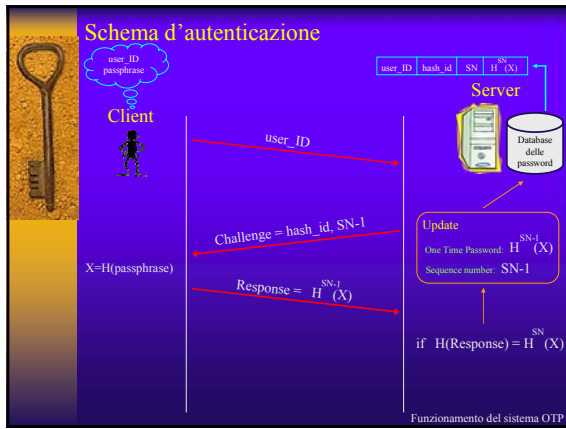 Schema d'autenticazione
user_ID
passphrase
user_ID hash_id SN H^SN(X)
Client
Server
user_ID
Database
delle
password
Challenge = hash_id, SN-1
Update
One Time Password: H^SN-1(X)
Sequence number: SN-1
X=H(passphrase)
Response = H^SN-1(X)
if H(Response) = H^SN(X)
Funzionamento del sistema OTP